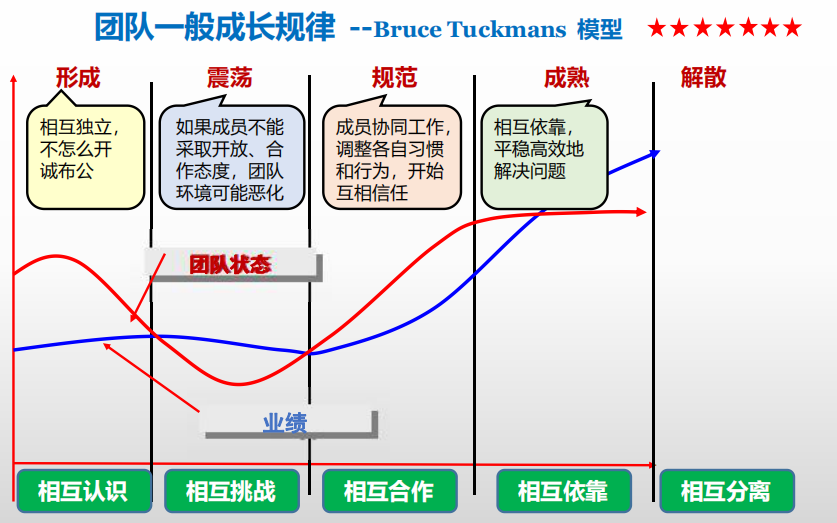 团队一般成长规律 --Bruce Tuckmans 模型 ★★★★★★★
形成
震荡
规范
成熟
解散
相互独立，
不怎么开
诚布公
如果成员不能
采取开放、合
作态度，团队
环境可能恶化
成员协同工作，
调整各自习惯
和行为，开始
互相信任
相互依靠，
平稳高效地
解决问题
团队状态
业绩
相互认识
相互挑战
相互合作
相互依靠
相互分离